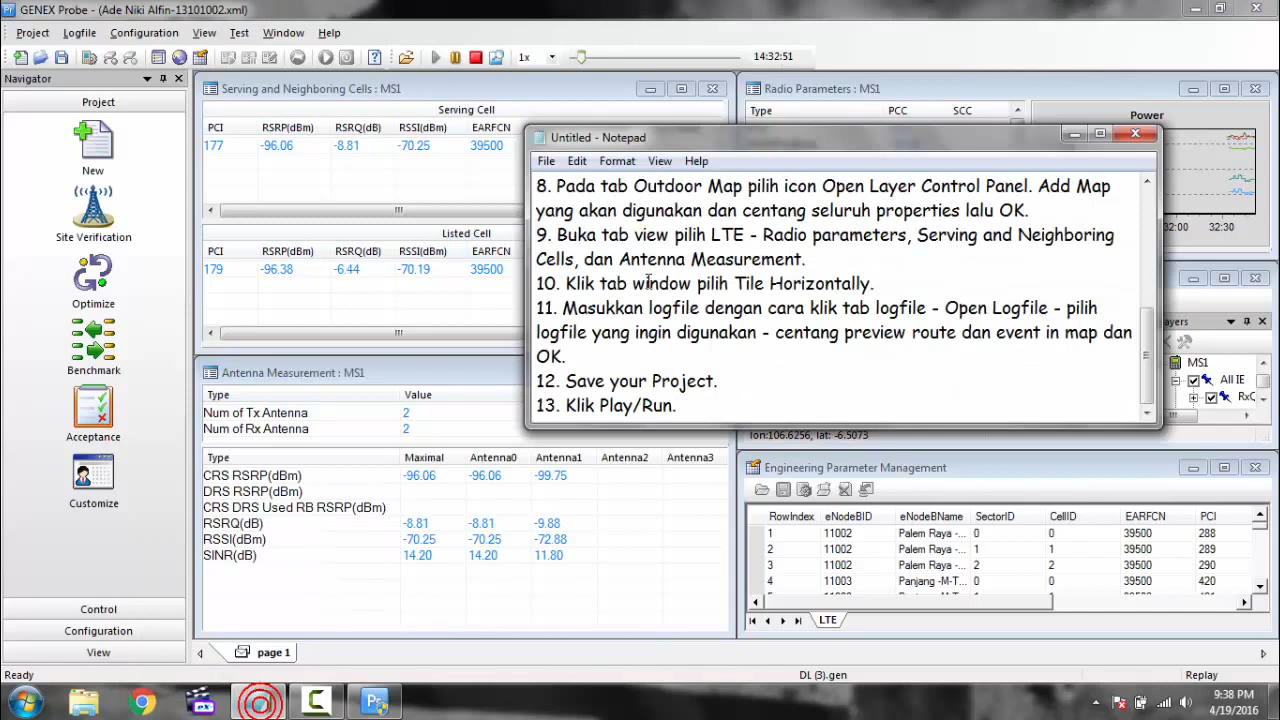 GENEX Probe - (Ade Niki Alfin-13101002.xml)
Project Logfile Configuration View Test Window Help
1x 14:32:51
Navigator
Project
New
Site Verification
Optimize
Benchmark
Acceptance
Customize
Control
Configuration
View
Serving and Neighboring Cells : MS1
Serving Cell
PCI RSRP(dBm) RSRQ(dB) RSSI(dBm) EARFCN
177 -96.06 -8.81 -70.25 39500
Listed Cell
PCI RSRP(dBm) RSRQ(dB) RSSI(dBm) EARFCN
179 -96.38 -6.44 -70.19 39500
Radio Parameters : MS1
Type PCC SCC
Power
32:00 32:30
Untitled - Notepad
File Edit Format View Help
8. Pada tab Outdoor Map pilih icon Open Layer Control Panel. Add Map
yang akan digunakan dan centang seluruh properties lalu OK.
9. Buka tab view pilih LTE - Radio parameters, Serving and Neighboring
Cells, dan Antenna Measurement.
10. Klik tab window pilih Tile Horizontally.
11. Masukkan logfile dengan cara klik tab logfile - Open Logfile - pilih
logfile yang ingin digunakan - centang preview route dan event in map dan
OK.
12. Save your Project.
13. Klik Play/Run.
MS1
All IE
RxQ
lon:106.6256, lat: -6.5073
Antenna Measurement : MS1
Type Value
Num of Tx Antenna 2
Num of Rx Antenna 2
Type Maximal Antenna0 Antenna1 Antenna2 Antenna3
CRS RSRP(dBm) -96.06 -96.06 -99.75
DRS RSRP(dBm)
CRS DRS Used RB RSRP(dBm)
RSRQ(dB) -8.81 -8.81 -9.88
RSSI(dBm) -70.25 -70.25 -72.88
SINR(dB) 14.20 14.20 11.80
Engineering Parameter Management
RowIndex eNodeBID eNodeBName SectorID CellID EARFCN PCI
1 11002 Palem Raya -... 0 0 39500 288
2 11002 Palem Raya -... 1 1 39500 289
3 11002 Palem Raya -... 2 2 39500 290
4 11003 Panjang -M-T... 0 0 39500 420
LTE
page 1
Ready DL (3).gen Replay
9:38 PM
4/19/2016